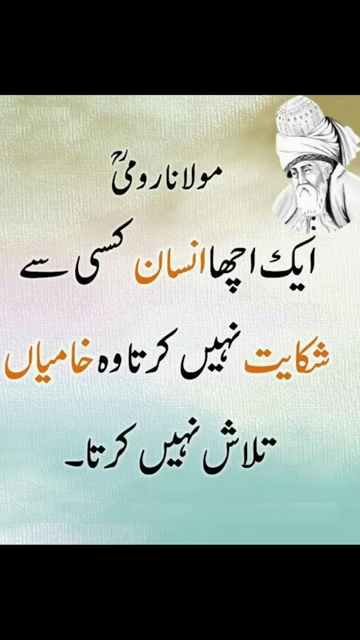 مولانا رومیؒ
ایک اچھا انسان کسی سے
شکایت نہیں کرتا وہ خامیاں
تلاش نہیں کرتا۔